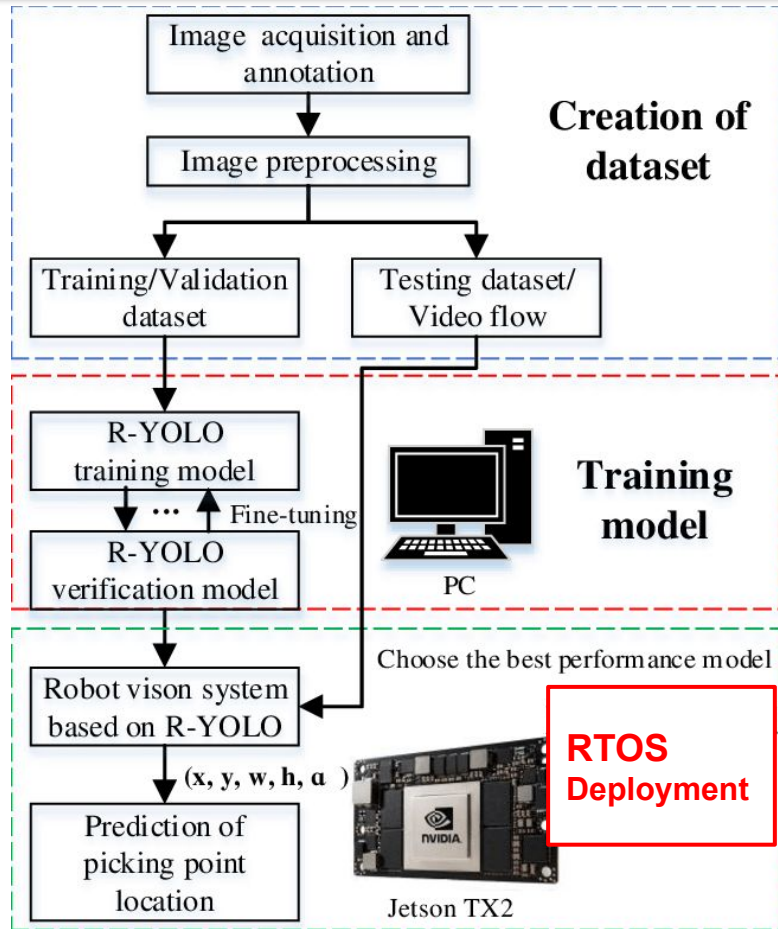 Image acquisition and
annotation
Creation of
dataset
Image preprocessing
Training/Validation
dataset
Testing dataset/
Video flow
R-YOLO
training model
...
Fine-tuning
R-YOLO
verification model
PC
Training
model
Choose the best performance model
Robot vison system
based on R-YOLO
RTOS
Deployment
(x, y, w, h, ɑ )
Prediction of
picking point
location
NVIDIA
Jetson TX2